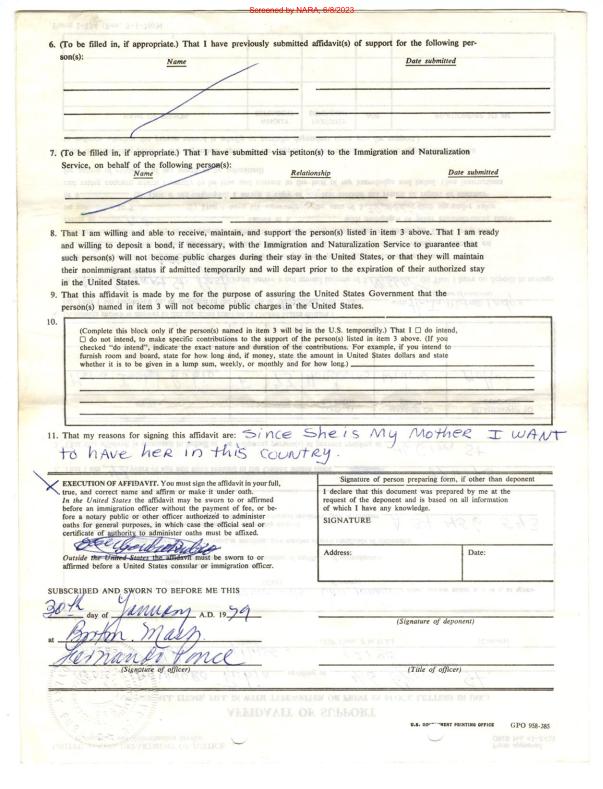 Screened by NARA, 6/8/2023
6. (To be filled in, if appropriate.) That I have previously submitted affidavit(s) of support for the following per-
son(s):
Name Date submitted
7. (To be filled in, if appropriate.) That I have submitted visa petiton(s) to the Immigration and Naturalization
Service, on behalf of the following person(s):
Name Relationship Date submitted
8. That I am willing and able to receive, maintain, and support the person(s) listed in item 3 above. That I am ready
and willing to deposit a bond, if necessary, with the Immigration and Naturalization Service to guarantee that
such person(s) will not become public charges during their stay in the United States, or that they will maintain
their nonimmigrant status if admitted temporarily and will depart prior to the expiration of their authorized stay
in the United States.
9. That this affidavit is made by me for the purpose of assuring the United States Government that the
person(s) named in item 3 will not become public charges in the United States.
10.
(Complete this block only if the person(s) named in item 3 will be in the U.S. temporarily.) That I ☐ do intend,
☐ do not intend, to make specific contributions to the support of the person(s) listed in item 3 above. (If you
checked "do intend", indicate the exact nature and duration of the contributions. For example, if you intend to
furnish room and board, state for how long and, if money, state the amount in United States dollars and state
whether it is to be given in a lump sum, weekly, or monthly and for how long.)
11. That my reasons for signing this affidavit are: Since She is My Mother I WANT
to hAve her in this country.
EXECUTION OF AFFIDAVIT. You must sign the affidavit in your full,
true, and correct name and affirm or make it under oath.
In the United States the affidavit may be sworn to or affirmed
before an immigration officer without the payment of fee, or be-
fore a notary public or other officer authorized to administer
oaths for general purposes, in which case the official seal or
certificate of authority to administer oaths must be affixed.
Outside the United States the affidavit must be sworn to or
affirmed before a United States consular or immigration officer.
Signature of person preparing form, if other than deponent
I declare that this document was prepared by me at the
request of the deponent and is based on all information
of which I have any knowledge.
SIGNATURE
Address: Date:
SUBSCRIBED AND SWORN TO BEFORE ME THIS
30th day of January A.D. 1979
(Signature of deponent)
at Boston. Mass
Fernando Ponce
(Signature of officer) (Title of officer)
AFFIDAVIT OF SUPPORT
U.S. GOVERNMENT PRINTING OFFICE GPO 958-385